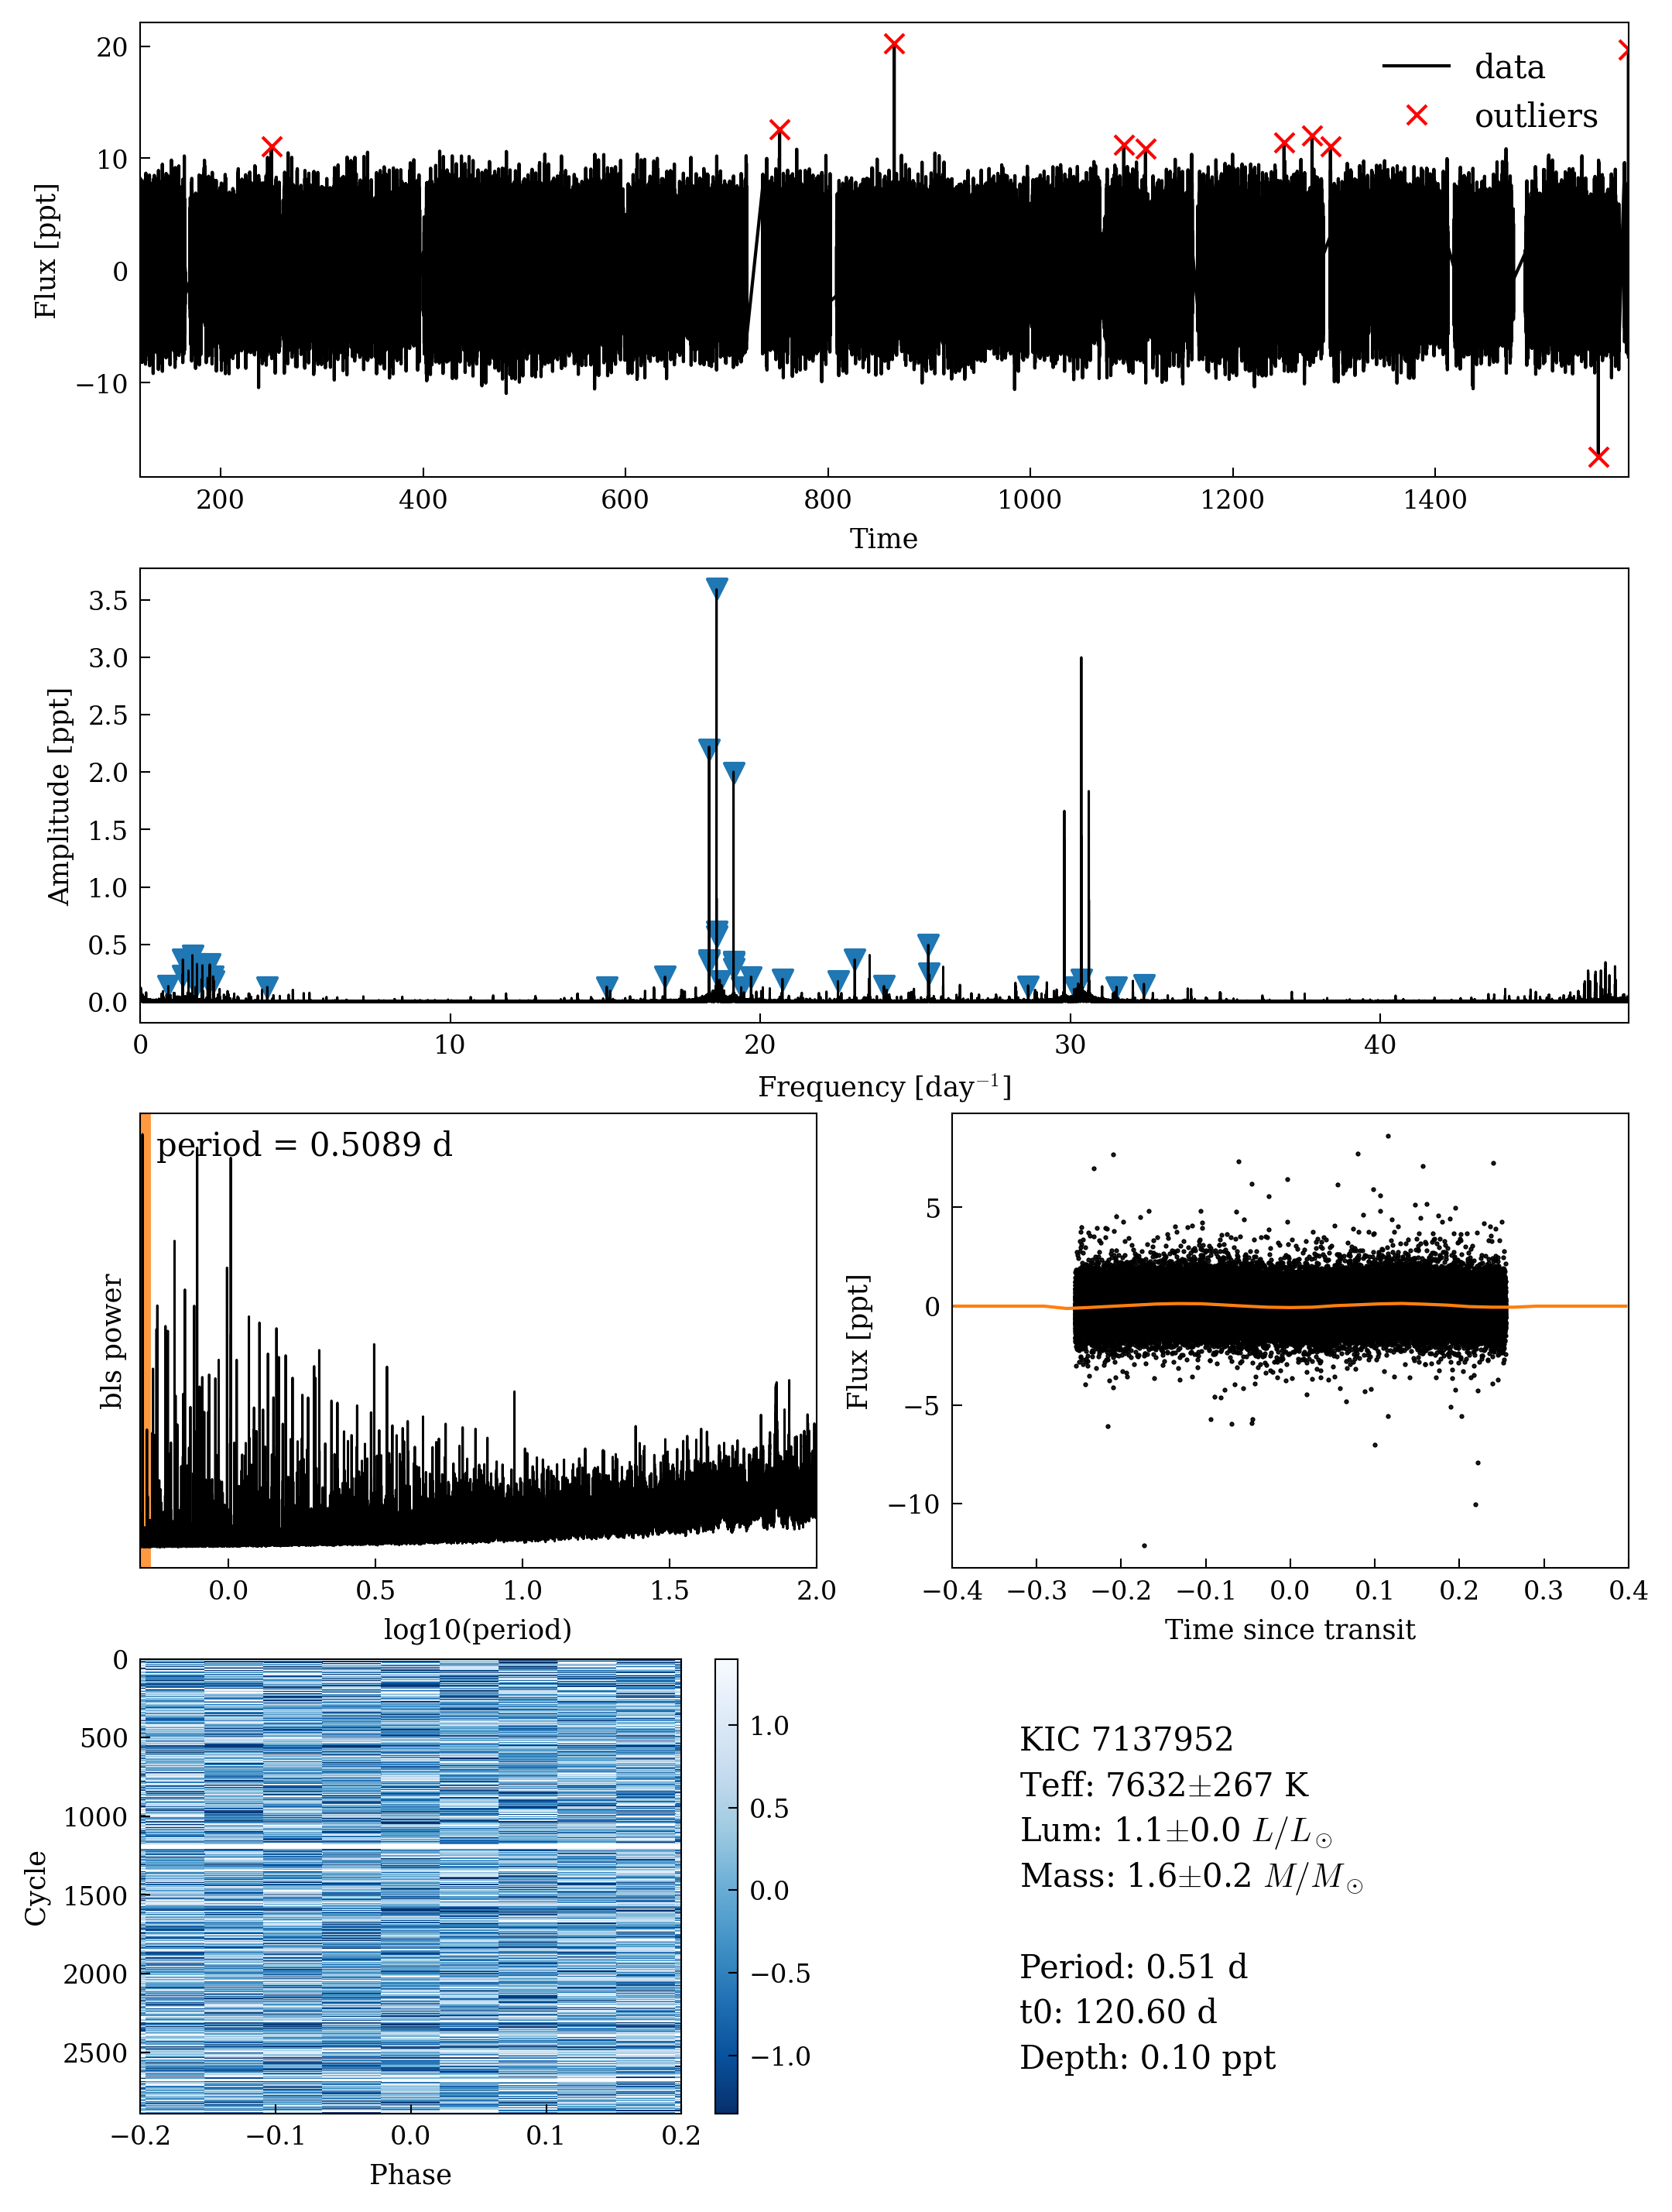 20
10
0
−10
Flux [ppt]
data
outliers
200 400 600 800 1000 1200 1400
Time
3.5
3.0
2.5
2.0
1.5
1.0
0.5
0.0
Amplitude [ppt]
0 10 20 30 40
Frequency [day⁻¹]
period = 0.5089 d
bls power
0.0 0.5 1.0 1.5 2.0
log10(period)
5
0
−5
−10
Flux [ppt]
−0.4 −0.3 −0.2 −0.1 0.0 0.1 0.2 0.3 0.4
Time since transit
0
500
1000
1500
2000
2500
Cycle
−0.2 −0.1 0.0 0.1 0.2
Phase
1.0
0.5
0.0
−0.5
−1.0
KIC 7137952
Teff: 7632±267 K
Lum: 1.1±0.0 L/L☉
Mass: 1.6±0.2 M/M☉
Period: 0.51 d
t0: 120.60 d
Depth: 0.10 ppt